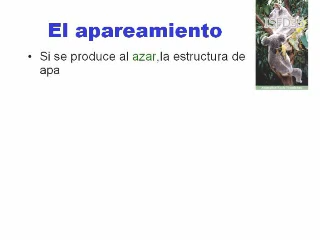 El apareamiento
• Si se produce al azar,la estructura de
apa